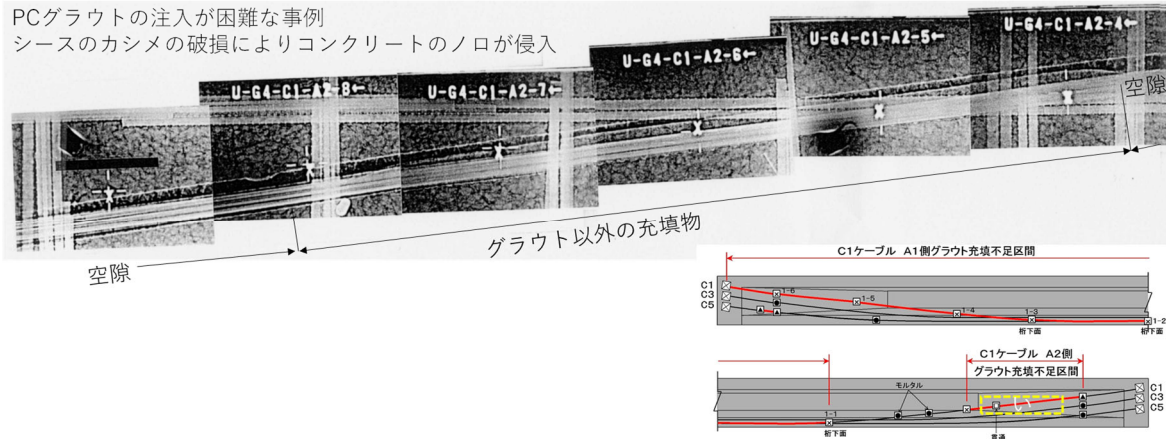 PCグラウトの注入が困難な事例
シースのカシメの破損によりコンクリートのノロが侵入
U-G4-C1-A2-8←
U-G4-C1-A2-7←
U-G4-C1-A2-6←
U-G4-C1-A2-5←
U-G4-C1-A2-4←
空隙
グラウト以外の充填物
空隙
C1ケーブル A1側グラウト充填不足区間
C1
C3
C5
1-6
1-5
1-4
1-3
桁下面
1-2
桁下面
C1ケーブル A2側
グラウト充填不足区間
モルタル
C1
C3
C5
1-1
桁下面
貫通